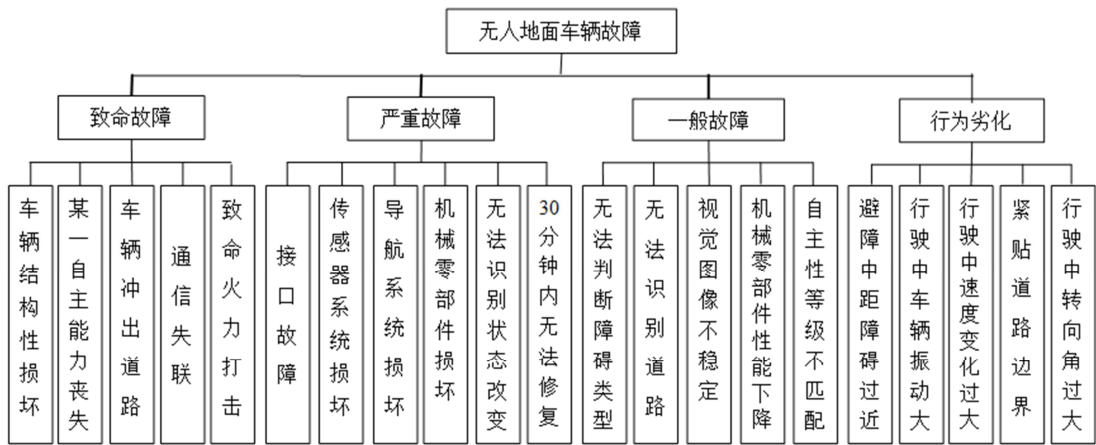 无人地面车辆故障
致命故障
严重故障
一般故障
行为劣化
车辆结构性损坏
某一自主能力丧失
车辆冲出道路
通信失联
致命火力打击
接口故障
传感器系统损坏
导航系统损坏
机械零部件损坏
无法识别状态改变
30分钟内无法修复
无法判断障碍类型
无法识别道路
视觉图像不稳定
机械零部件性能下降
自主性等级不匹配
避障中距障碍过近
行驶中车辆振动大
行驶中速度变化过大
紧贴道路边界
行驶中转向角过大